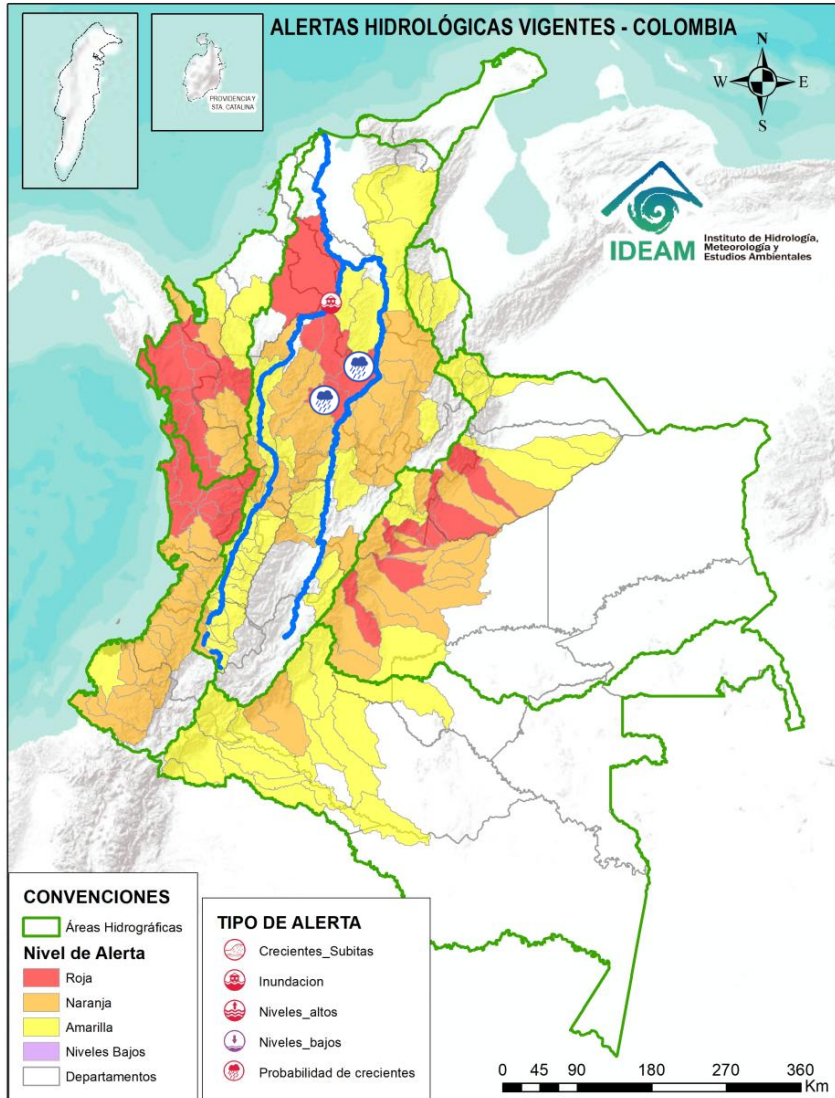 ALERTAS HIDROLÓGICAS VIGENTES - COLOMBIA
PROVIDENCIA Y
STA. CATALINA
N
W
E
S
IDEAM
Instituto de Hidrología,
Meteorología y
Estudios Ambientales
CONVENCIONES
Áreas Hidrográficas
Nivel de Alerta
Roja
Naranja
Amarilla
Niveles Bajos
Departamentos
TIPO DE ALERTA
Crecientes_Subitas
Inundacion
Niveles_altos
Niveles_bajos
Probabilidad de crecientes
0 45 90 180 270 360
Km